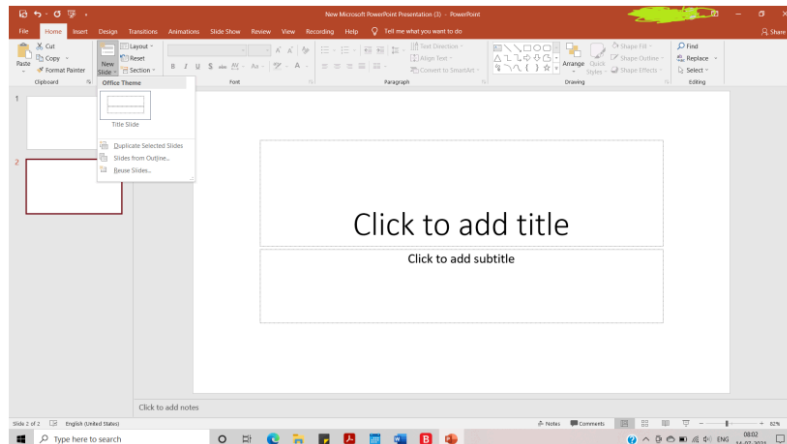 New Microsoft PowerPoint Presentation (3) - PowerPoint
File Home Insert Design Transitions Animations Slide Show Review View Recording Help Tell me what you want to do Share
Paste
Cut
Copy
Format Painter
Clipboard
New Slide
Layout
Reset
Section
Font
Text Direction
Align Text
Convert to SmartArt
Paragraph
Arrange
Quick Styles
Shape Fill
Shape Outline
Shape Effects
Drawing
Find
Replace
Select
Editing
Office Theme
Title Slide
Duplicate Selected Slides
Slides from Outline...
Reuse Slides...
1
2
Click to add title
Click to add subtitle
Click to add notes
Slide 2 of 2 English (United States) Notes Comments 82%
Type here to search
ENG
08:02